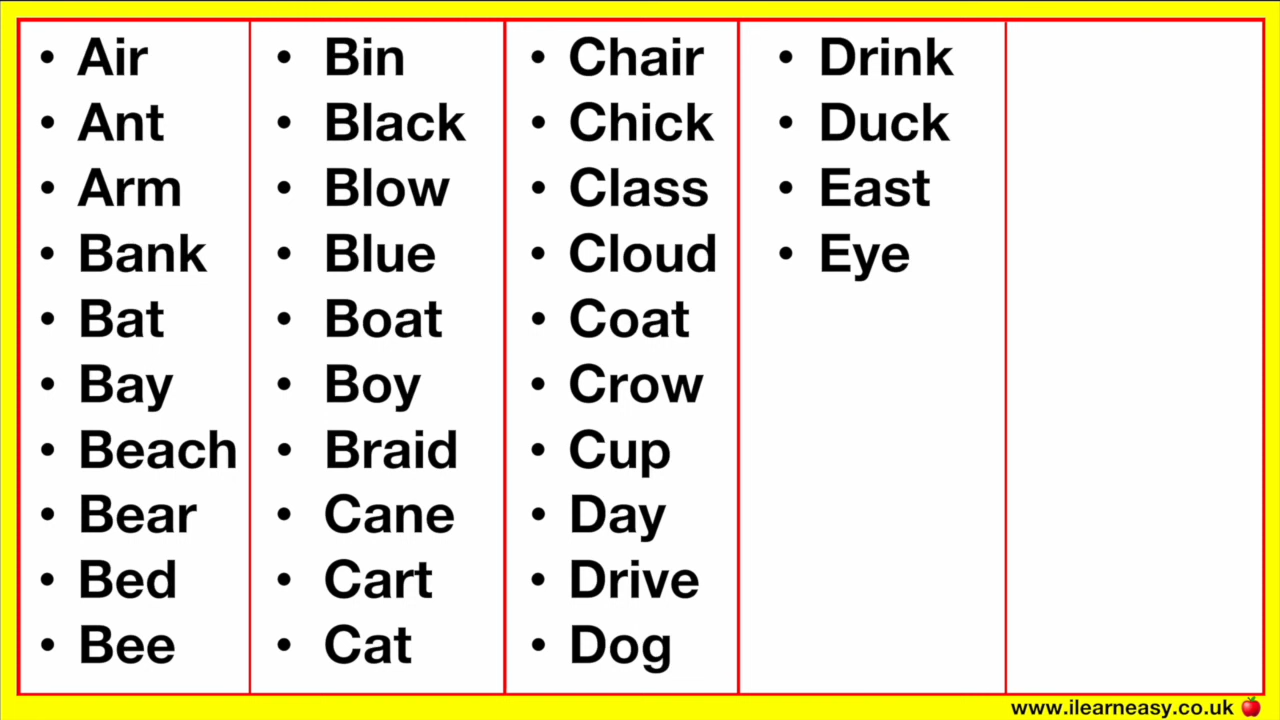 • Air
• Ant
• Arm
• Bank
• Bat
• Bay
• Beach
• Bear
• Bed
• Bee
• Bin
• Black
• Blow
• Blue
• Boat
• Boy
• Braid
• Cane
• Cart
• Cat
• Chair
• Chick
• Class
• Cloud
• Coat
• Crow
• Cup
• Day
• Drive
• Dog
• Drink
• Duck
• East
• Eye
www.ilearneasy.co.uk